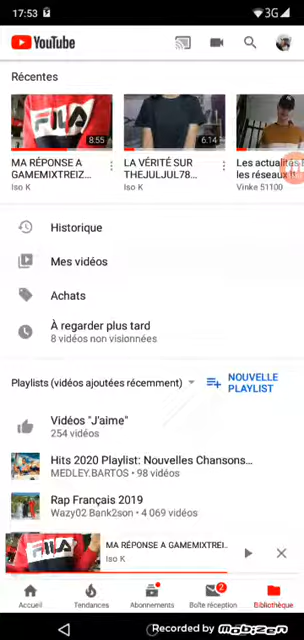 17:53
3G
YouTube
Récentes
FILA
8:55
6:14
MA RÉPONSE A
GAMEMIXTREIZ...
Iso K
LA VÉRITÉ SUR
THEJULJUL78...
Iso K
Les actualités
les réseaux !!
Vinke 51100
Historique
Mes vidéos
Achats
À regarder plus tard
8 vidéos non visionnées
Playlists (vidéos ajoutées récemment)
NOUVELLE
PLAYLIST
Vidéos "J'aime"
254 vidéos
Hits 2020 Playlist: Nouvelles Chansons...
MEDLEY.BARTOS • 98 vidéos
Rap Français 2019
Wazy02 Bank2son • 4 069 vidéos
FILA
MA RÉPONSE A GAMEMIXTREI...
Iso K
2
Accueil
Tendances
Abonnements
Boîte réception
Bibliothèque
Recorded by Mobizen